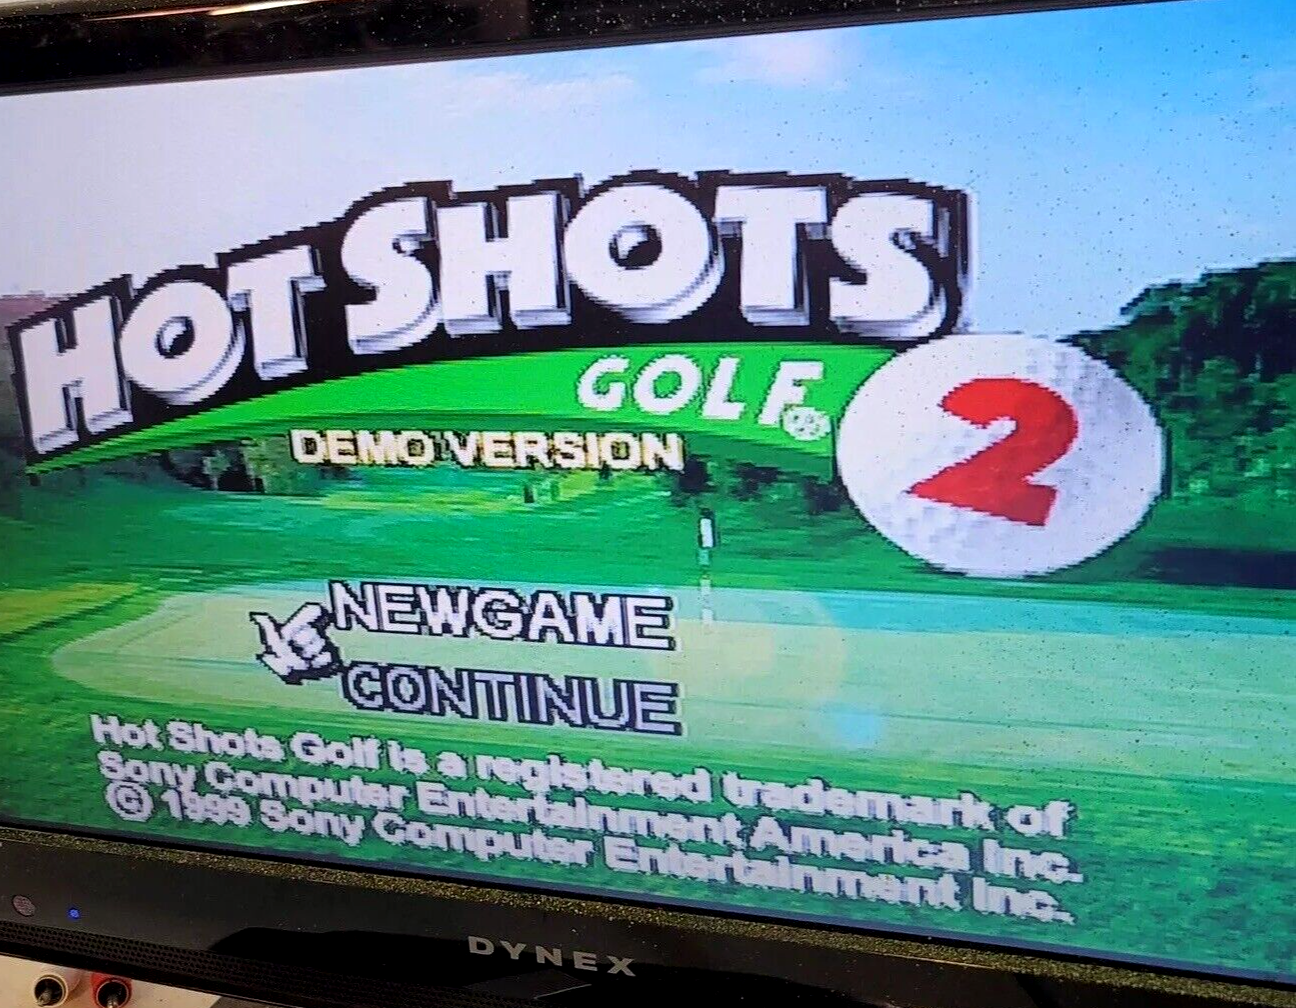 HOT SHOTS
GOLF
2
DEMO VERSION
NEWGAME
CONTINUE
Hot Shots Golf is a registered trademark of
Sony Computer Entertainment America Inc.
© 1999 Sony Computer Entertainment Inc.
DYNEX